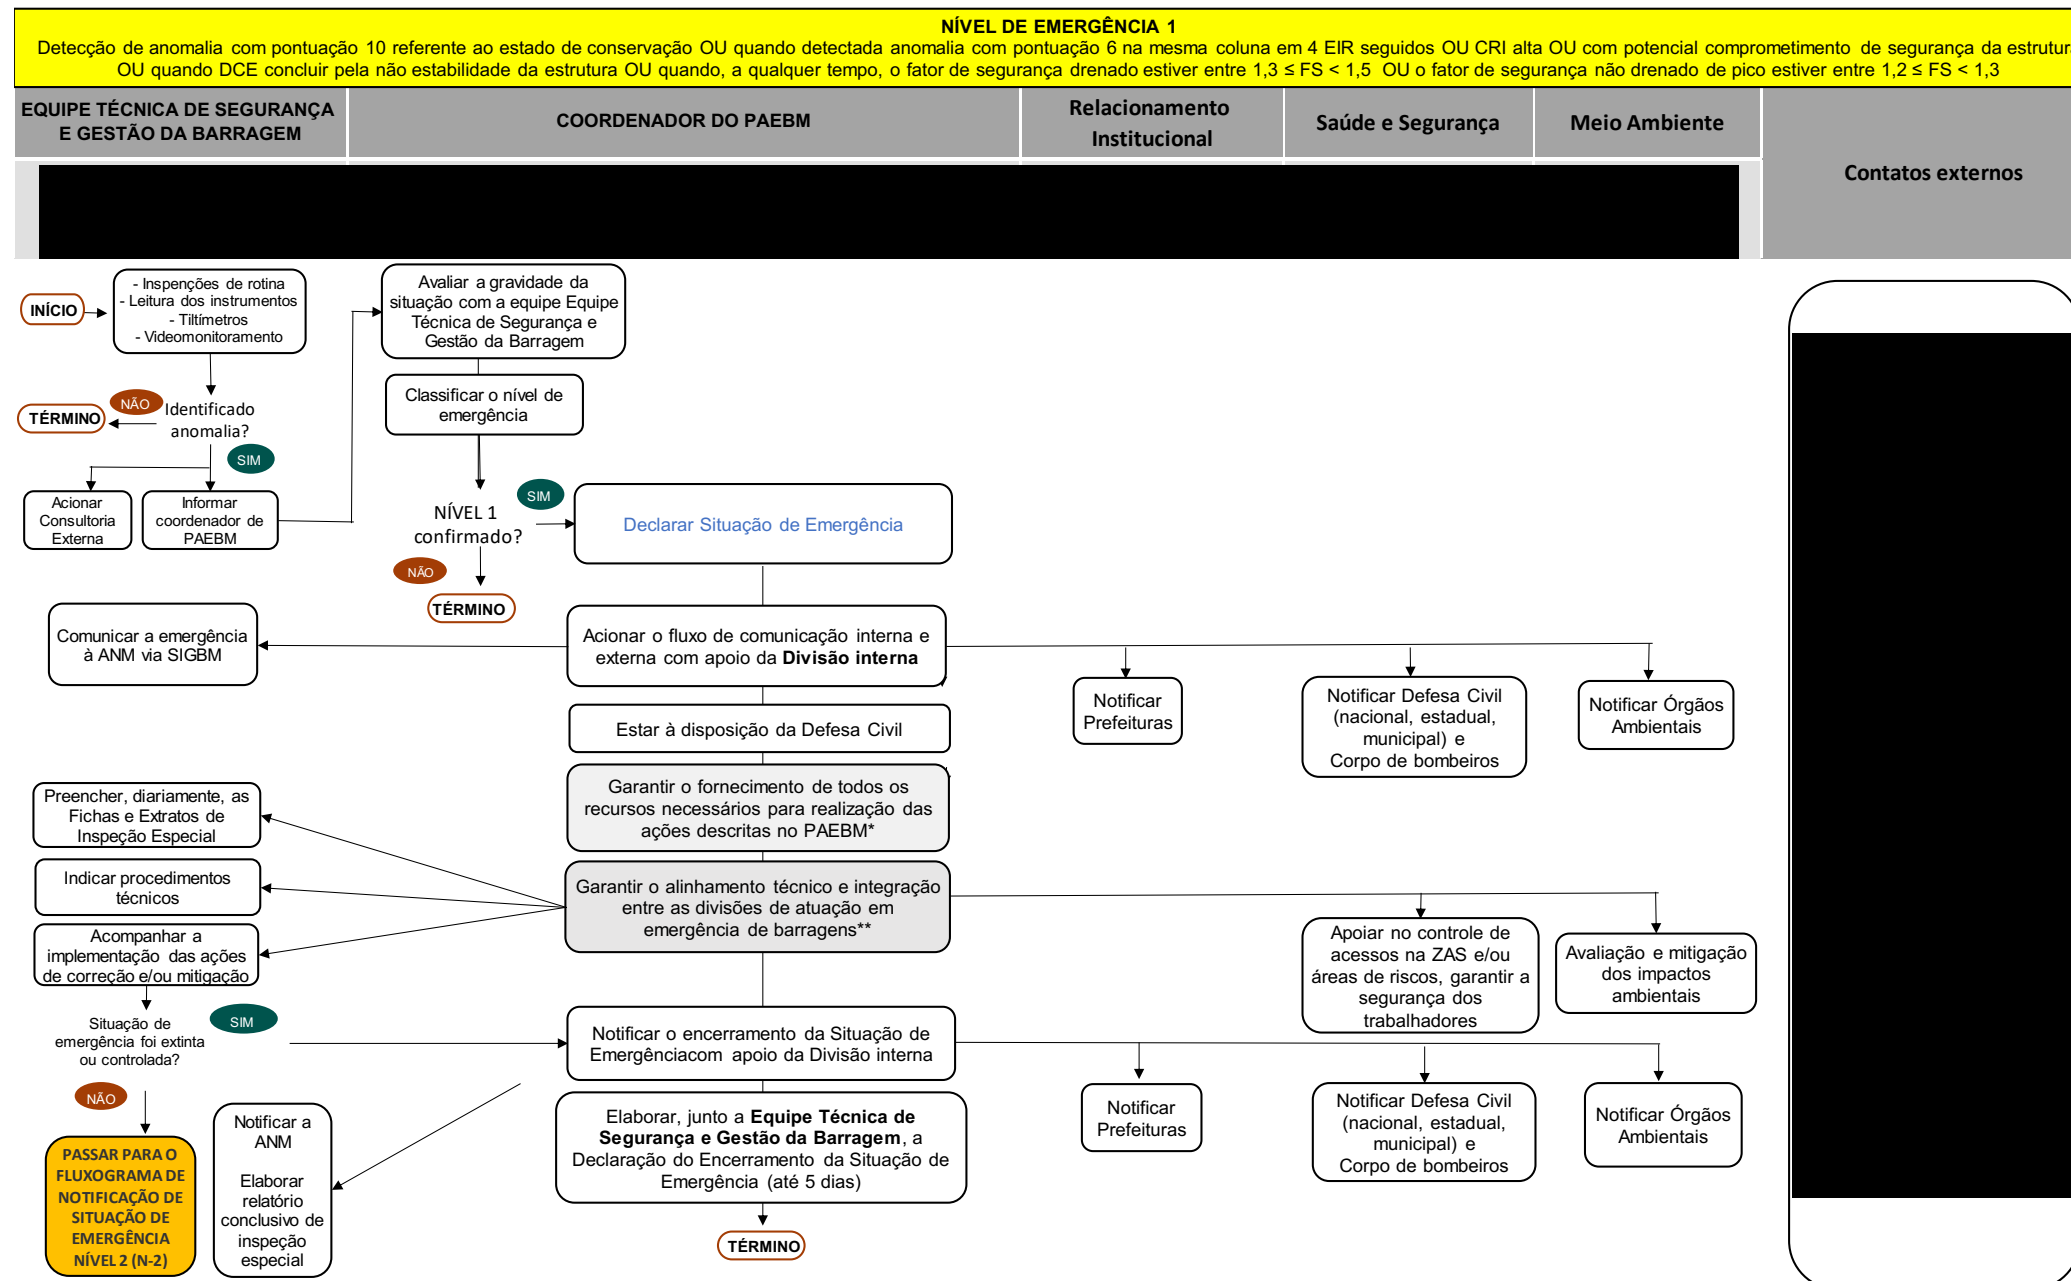 NÍVEL DE EMERGÊNCIA 1
Detecção de anomalia com pontuação 10 referente ao estado de conservação OU quando detectada anomalia com pontuação 6 na mesma coluna em 4 EIR seguidos OU CRI alta OU com potencial comprometimento de segurança da estrutur
OU quando DCE concluir pela não estabilidade da estrutura OU quando, a qualquer tempo, o fator de segurança drenado estiver entre 1,3 ≤ FS < 1,5 OU o fator de segurança não drenado de pico estiver entre 1,2 ≤ FS < 1,3
EQUIPE TÉCNICA DE SEGURANÇA
E GESTÃO DA BARRAGEM
COORDENADOR DO PAEBM
Relacionamento
Institucional
Saúde e Segurança
Meio Ambiente
Contatos externos
INÍCIO
- Inspenções de rotina
- Leitura dos instrumentos
- Tiltímetros
- Videomonitoramento
Avaliar a gravidade da
situação com a equipe Equipe
Técnica de Segurança e
Gestão da Barragem
Classificar o nível de
emergência
TÉRMINO
NÃO
Identificado
anomalia?
SIM
Acionar
Consultoria
Externa
Informar
coordenador de
PAEBM
NÍVEL 1
confirmado?
SIM
Declarar Situação de Emergência
NÃO
TÉRMINO
Comunicar a emergência
à ANM via SIGBM
Acionar o fluxo de comunicação interna e
externa com apoio da Divisão interna
Notificar
Prefeituras
Notificar Defesa Civil
(nacional, estadual,
municipal) e
Corpo de bombeiros
Notificar Órgãos
Ambientais
Estar à disposição da Defesa Civil
Garantir o fornecimento de todos os
recursos necessários para realização das
ações descritas no PAEBM*
Preencher, diariamente, as
Fichas e Extratos de
Inspeção Especial
Indicar procedimentos
técnicos
Acompanhar a
implementação das ações
de correção e/ou mitigação
Garantir o alinhamento técnico e integração
entre as divisões de atuação em
emergência de barragens**
Apoiar no controle de
acessos na ZAS e/ou
áreas de riscos, garantir a
segurança dos
trabalhadores
Avaliação e mitigação
dos impactos
ambientais
Situação de
emergência foi extinta
ou controlada?
SIM
Notificar o encerramento da Situação de
Emergênciacom apoio da Divisão interna
NÃO
PASSAR PARA O
FLUXOGRAMA DE
NOTIFICAÇÃO DE
SITUAÇÃO DE
EMERGÊNCIA
NÍVEL 2 (N-2)
Notificar a
ANM
Elaborar
relatório
conclusivo de
inspeção
especial
Elaborar, junto a Equipe Técnica de
Segurança e Gestão da Barragem, a
Declaração do Encerramento da Situação de
Emergência (até 5 dias)
Notificar
Prefeituras
Notificar Defesa Civil
(nacional, estadual,
municipal) e
Corpo de bombeiros
Notificar Órgãos
Ambientais
TÉRMINO